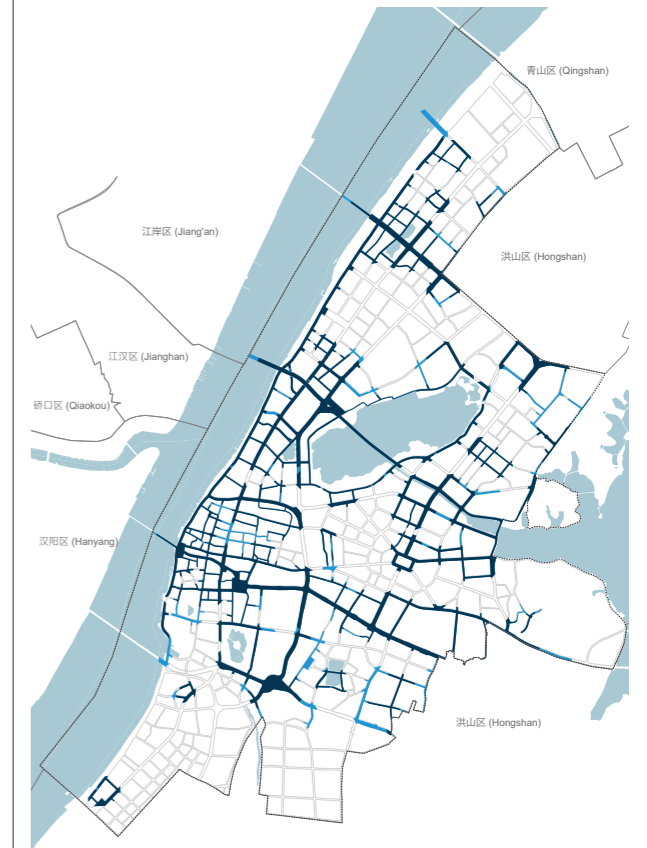 青山区 (Qingshan)
江岸区 (Jiang'an)
洪山区 (Hongshan)
江汉区 (Jianghan)
硚口区 (Qiaokou)
汉阳区 (Hanyang)
洪山区 (Hongshan)